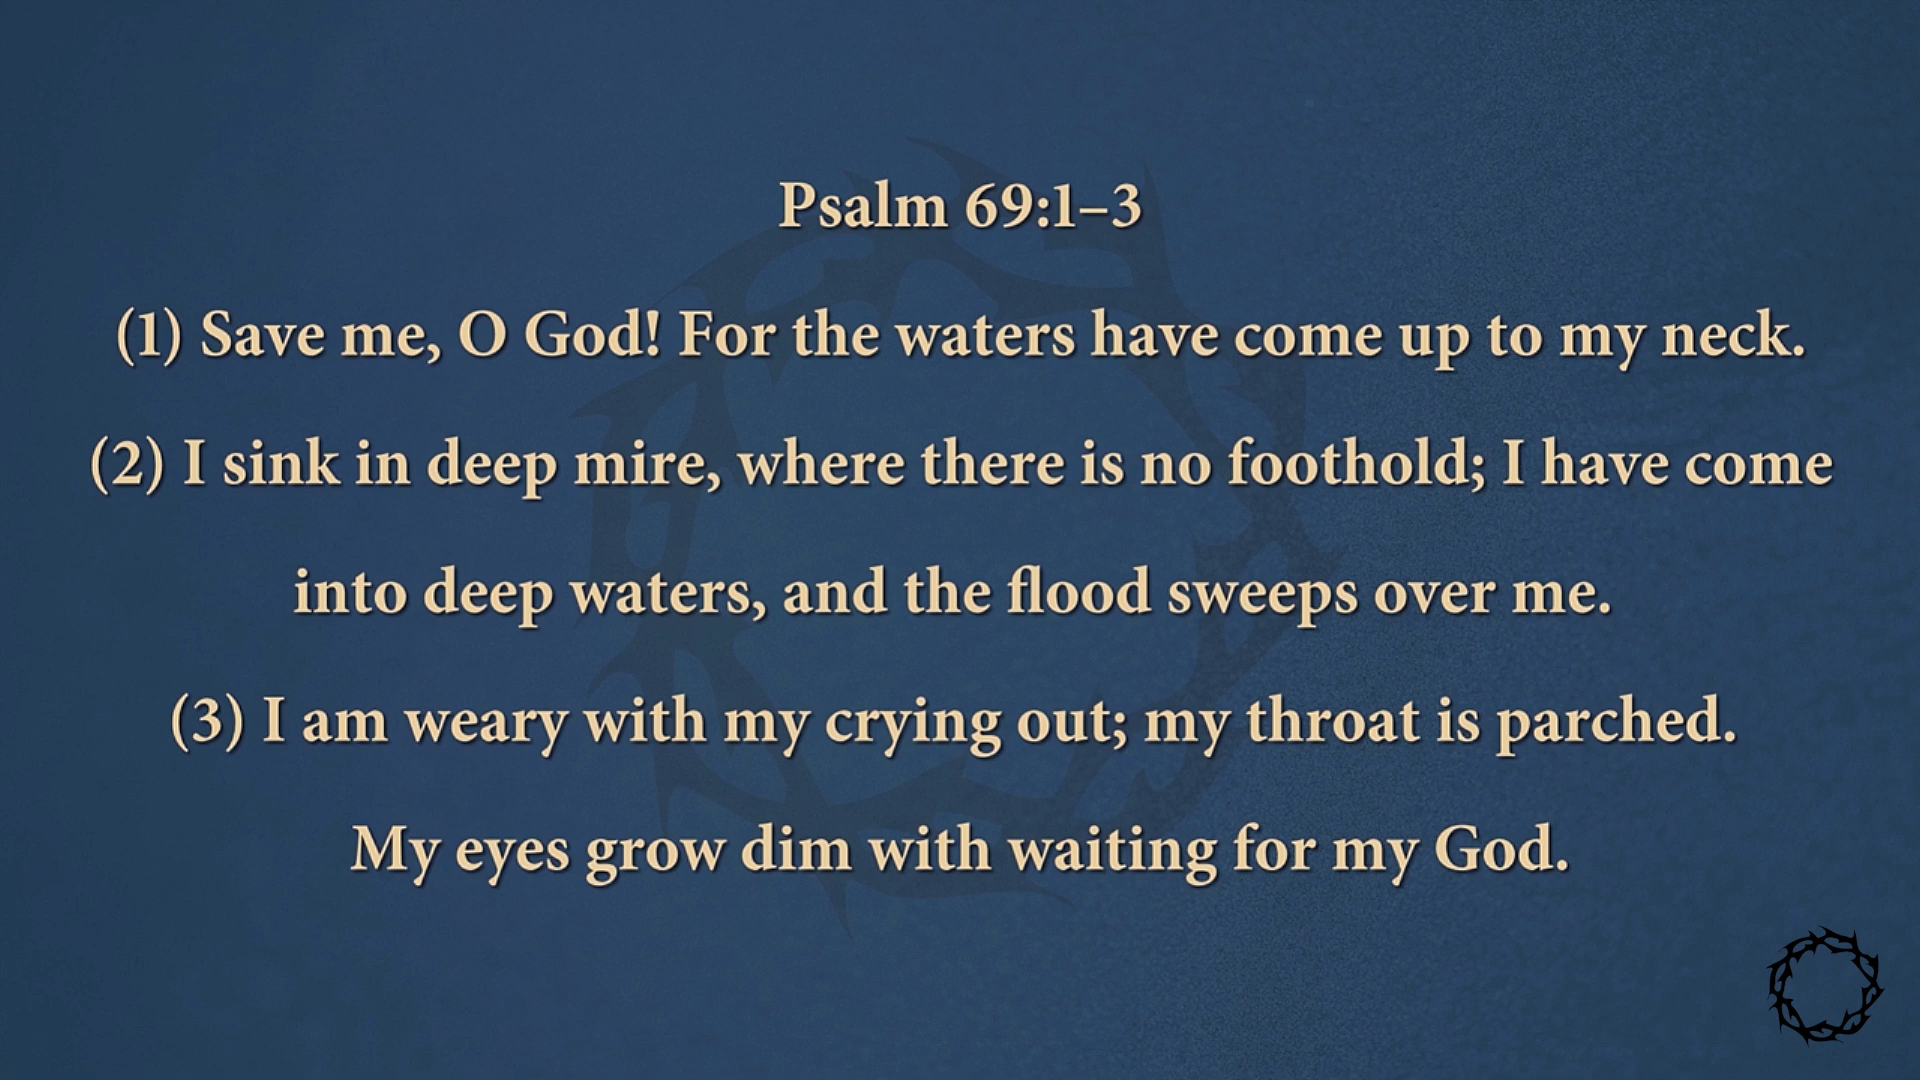 Psalm 69:1–3
(1) Save me, O God! For the waters have come up to my neck.
(2) I sink in deep mire, where there is no foothold; I have come
into deep waters, and the flood sweeps over me.
(3) I am weary with my crying out; my throat is parched.
My eyes grow dim with waiting for my God.